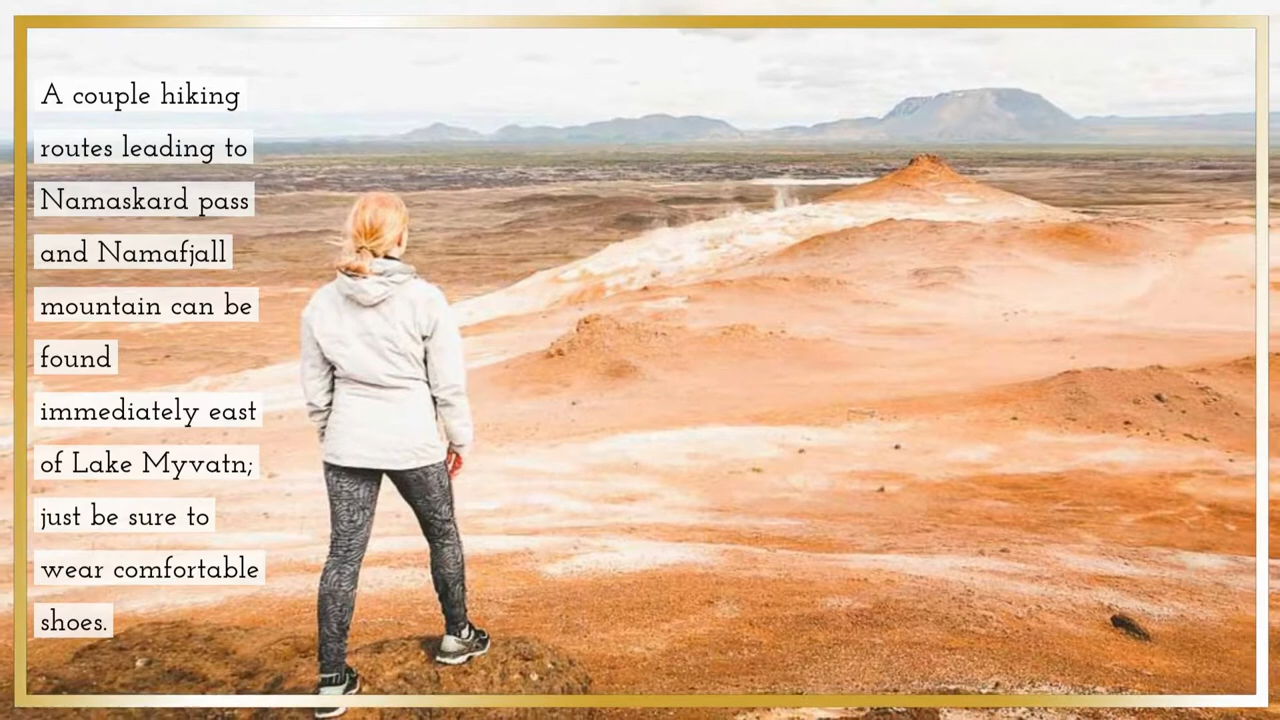 A couple hiking
routes leading to
Namaskard pass
and Namafjall
mountain can be
found
immediately east
of Lake Myvatn;
just be sure to
wear comfortable
shoes.